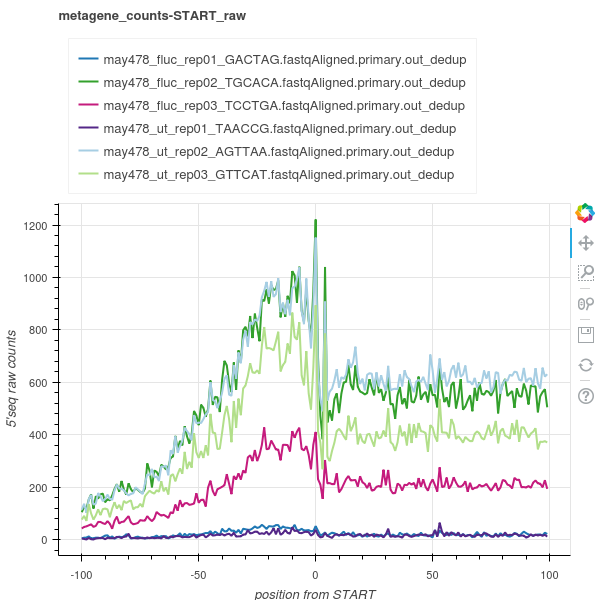 metagene_counts-START_raw
may478_fluc_rep01_GACTAG.fastqAligned.primary.out_dedup
may478_fluc_rep02_TGCACA.fastqAligned.primary.out_dedup
may478_fluc_rep03_TCCTGA.fastqAligned.primary.out_dedup
may478_ut_rep01_TAACCG.fastqAligned.primary.out_dedup
may478_ut_rep02_AGTTAA.fastqAligned.primary.out_dedup
may478_ut_rep03_GTTCAT.fastqAligned.primary.out_dedup
1200
1000
800
600
400
200
0
5'seq raw counts
-100 -50 0 50 100
position from START